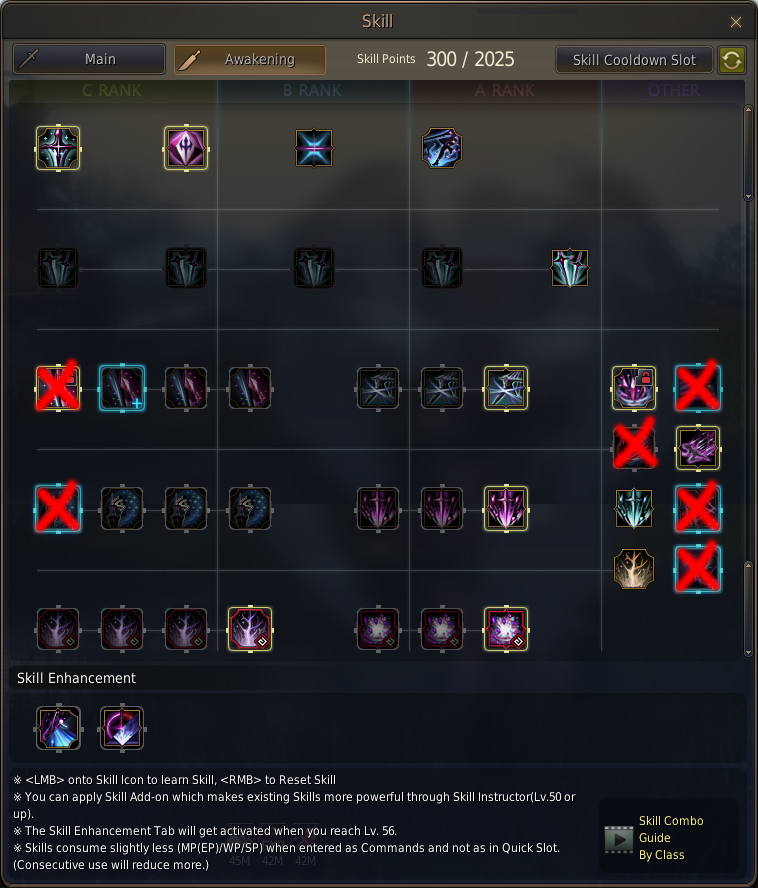 Skill
Main
Awakening
Skill Points 300 / 2025
Skill Cooldown Slot
C RANK
B RANK
A RANK
OTHER
Skill Enhancement
※ <LMB> onto Skill Icon to learn Skill, <RMB> to Reset Skill
※ You can apply Skill Add-on which makes existing Skills more powerful through Skill Instructor(Lv.50 or
up).
※ The Skill Enhancement Tab will get activated when you reach Lv. 56.
※ Skills consume slightly less (MP(EP)/WP/SP) when entered as Commands and not as in Quick Slot.
(Consecutive use will reduce more.)
45M 42M 42M
Skill Combo
Guide
By Class